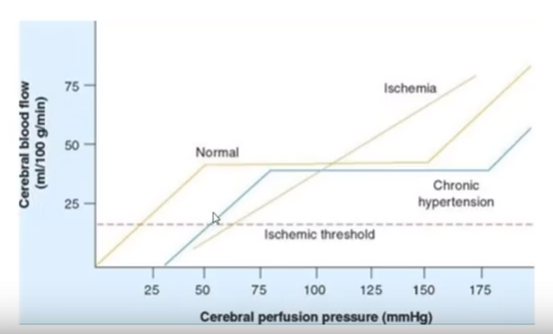 Cerebral blood flow
(ml/100 g/min)
75
50
25
Ischemia
Normal
Chronic
hypertension
Ischemic threshold
25 50 75 100 125 150 175
Cerebral perfusion pressure (mmHg)